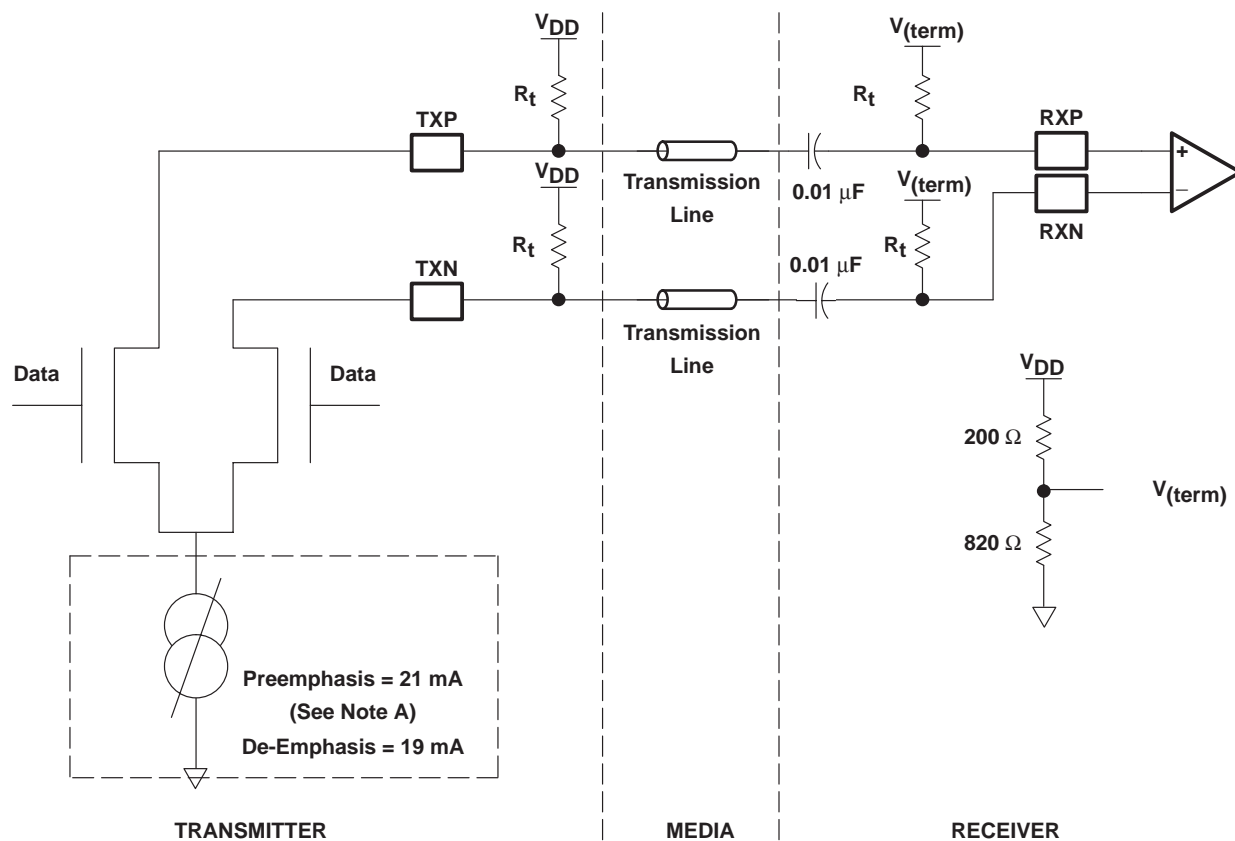 VDD
V(term)
Rt
Rt
TXP
RXP
VDD
V(term)
+
Transmission
Line
0.01 μF
−
RXN
Rt
Rt
TXN
0.01 μF
Transmission
Line
VDD
Data
Data
200 Ω
V(term)
820 Ω
Preemphasis = 21 mA
(See Note A)
De-Emphasis = 19 mA
TRANSMITTER
MEDIA
RECEIVER